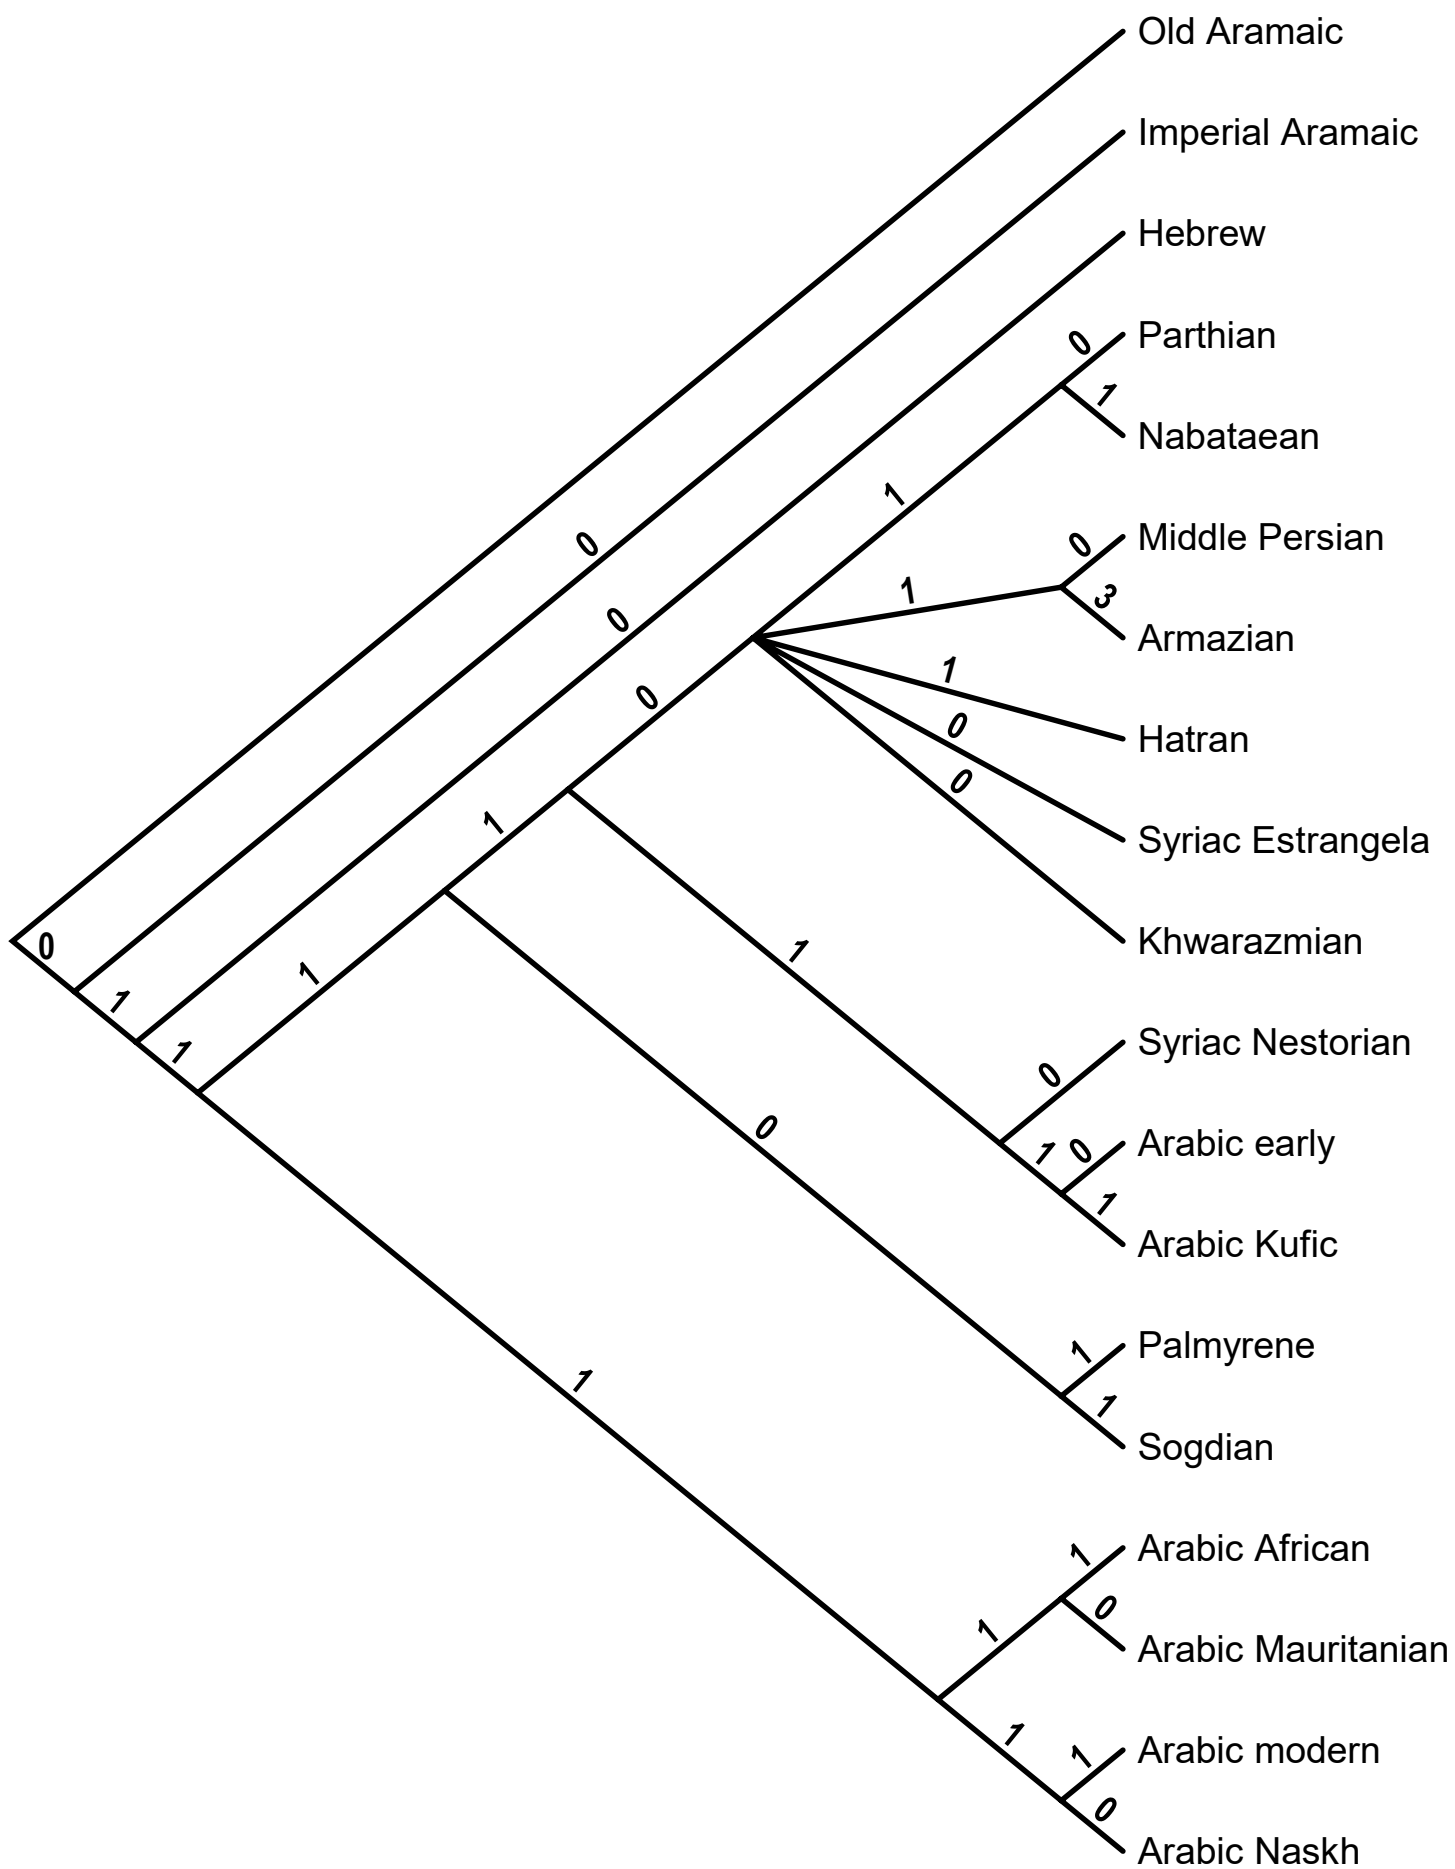 Old Aramaic
Imperial Aramaic
Hebrew
0
Parthian
1
Nabataean
1
0
Middle Persian
0
1
3
Armazian
0
1
Hatran
0
0
Syriac Estrangela
0
1
Khwarazmian
0
1
1
1
Syriac Nestorian
1
0
0
1
0
Arabic early
1
Arabic Kufic
1
Palmyrene
1
1
Sogdian
1
Arabic African
0
1
Arabic Mauritanian
1
1
Arabic modern
0
Arabic Naskh